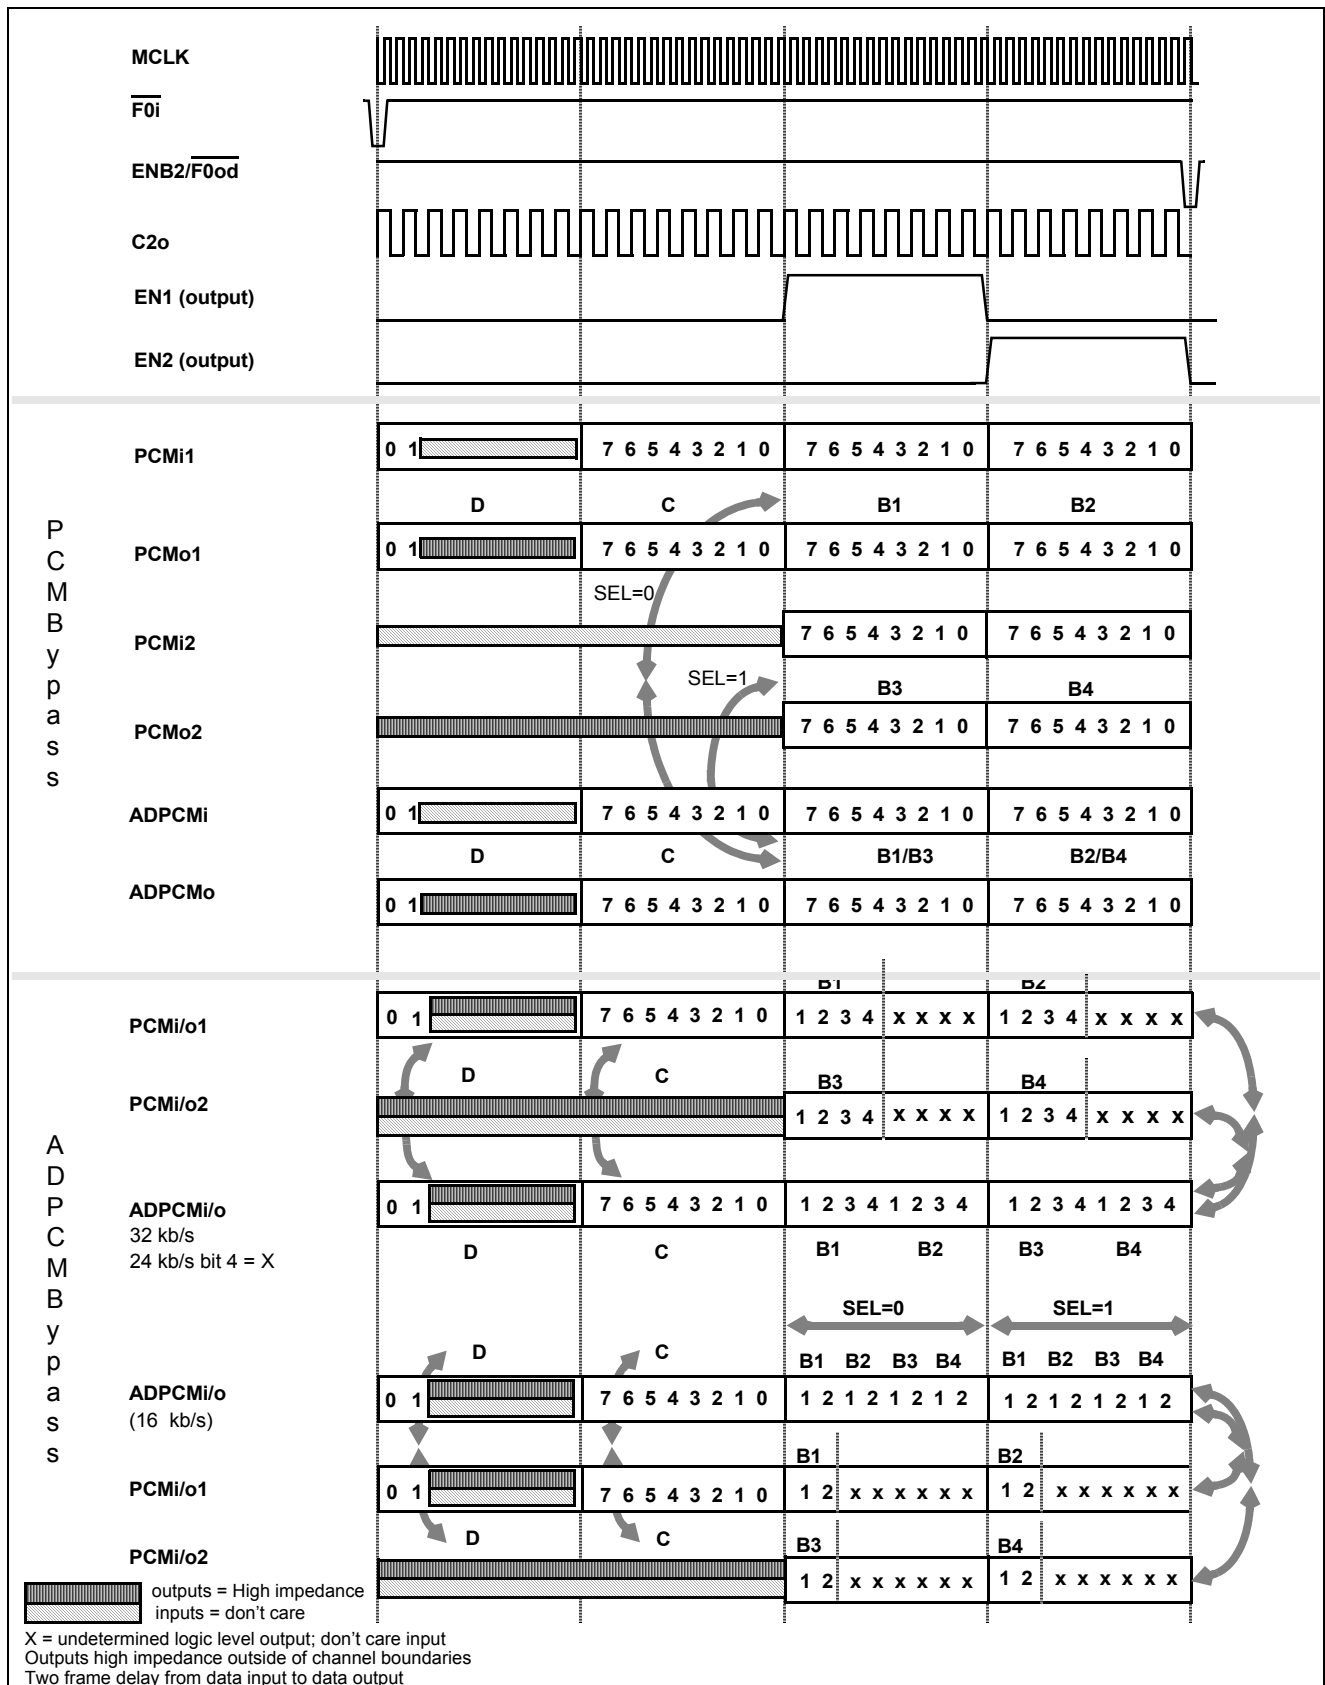 MCLK
F0i
ENB2/F0od
C2o
EN1 (output)
EN2 (output)
PCM Bypass
PCMi1
0 1 7 6 5 4 3 2 1 0 7 6 5 4 3 2 1 0 7 6 5 4 3 2 1 0
D C B1 B2
PCMo1
0 1 7 6 5 4 3 2 1 0 7 6 5 4 3 2 1 0 7 6 5 4 3 2 1 0
SEL=0
PCMi2
7 6 5 4 3 2 1 0 7 6 5 4 3 2 1 0
SEL=1 B3 B4
PCMo2
7 6 5 4 3 2 1 0 7 6 5 4 3 2 1 0
ADPCMi
0 1 7 6 5 4 3 2 1 0 7 6 5 4 3 2 1 0 7 6 5 4 3 2 1 0
D C B1/B3 B2/B4
ADPCMo
0 1 7 6 5 4 3 2 1 0 7 6 5 4 3 2 1 0 7 6 5 4 3 2 1 0
ADPCM Bypass
B1 B2
PCMi/o1
0 1 7 6 5 4 3 2 1 0 1 2 3 4 x x x x 1 2 3 4 x x x x
D C B3 B4
PCMi/o2
1 2 3 4 x x x x 1 2 3 4 x x x x
ADPCMi/o
0 1 7 6 5 4 3 2 1 0 1 2 3 4 1 2 3 4 1 2 3 4 1 2 3 4
32 kb/s
24 kb/s bit 4 = X
D C B1 B2 B3 B4
SEL=0 SEL=1
D C B1 B2 B3 B4 B1 B2 B3 B4
ADPCMi/o
0 1 7 6 5 4 3 2 1 0 1 2 1 2 1 2 1 2 1 2 1 2 1 2 1 2
(16 kb/s)
B1 B2
PCMi/o1
0 1 7 6 5 4 3 2 1 0 1 2 x x x x x x 1 2 x x x x x x
D C B3 B4
PCMi/o2
1 2 x x x x x x 1 2 x x x x x x
outputs = High impedance
inputs = don't care
X = undetermined logic level output; don't care input
Outputs high impedance outside of channel boundaries
Two frame delay from data input to data output